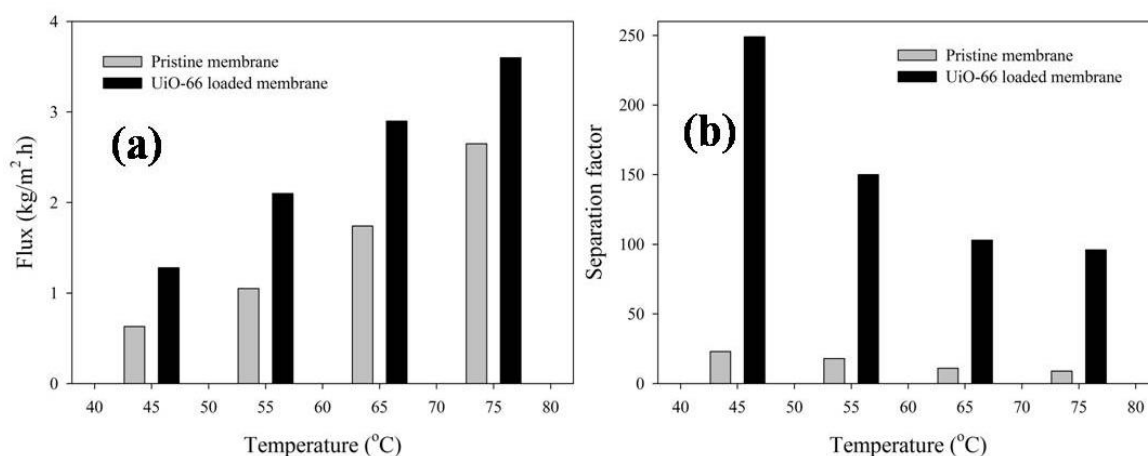 4
3
2
1
0
Flux (kg/m².h)
Pristine membrane
UiO-66 loaded membrane
(a)
40 45 50 55 60 65 70 75 80
Temperature (°C)
250
200
150
100
50
0
Separation factor
Pristine membrane
UiO-66 loaded membrane
(b)
40 45 50 55 60 65 70 75 80
Temperature (°C)